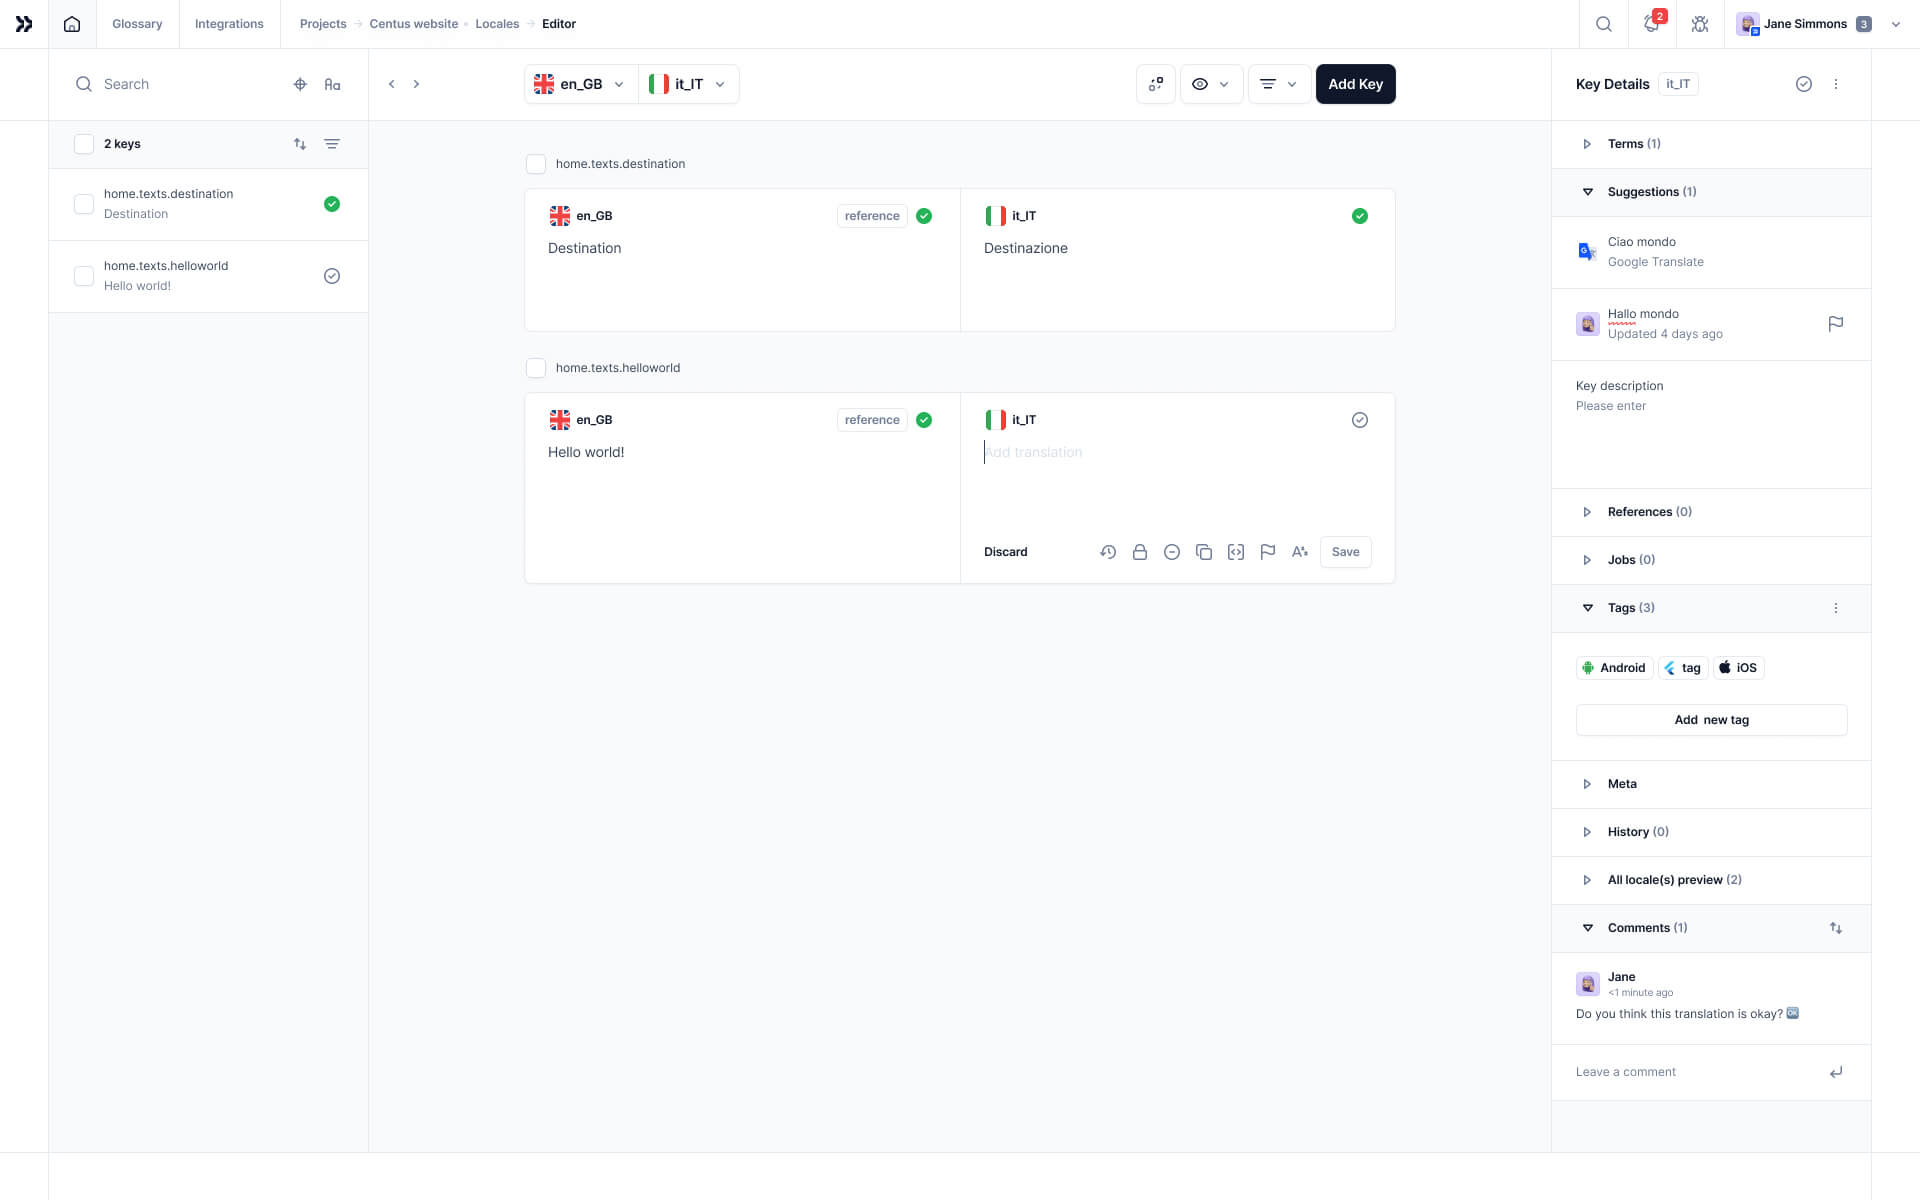 Glossary
Integrations
Projects
Centus website
Locales
Editor
2
Jane Simmons
3
Search
en_GB
it_IT
Add Key
Key Details
it_IT
2 keys
home.texts.destination
Destination
home.texts.helloworld
Hello world!
home.texts.destination
en_GB
reference
Destination
it_IT
Destinazione
home.texts.helloworld
en_GB
reference
Hello world!
it_IT
Add translation
Discard
Save
Terms (1)
Suggestions (1)
Ciao mondo
Google Translate
Hallo mondo
Updated 4 days ago
Key description
Please enter
References (0)
Jobs (0)
Tags (3)
Android
tag
iOS
Add new tag
Meta
History (0)
All locale(s) preview (2)
Comments (1)
Jane
<1 minute ago
Do you think this translation is okay? 🆗
Leave a comment